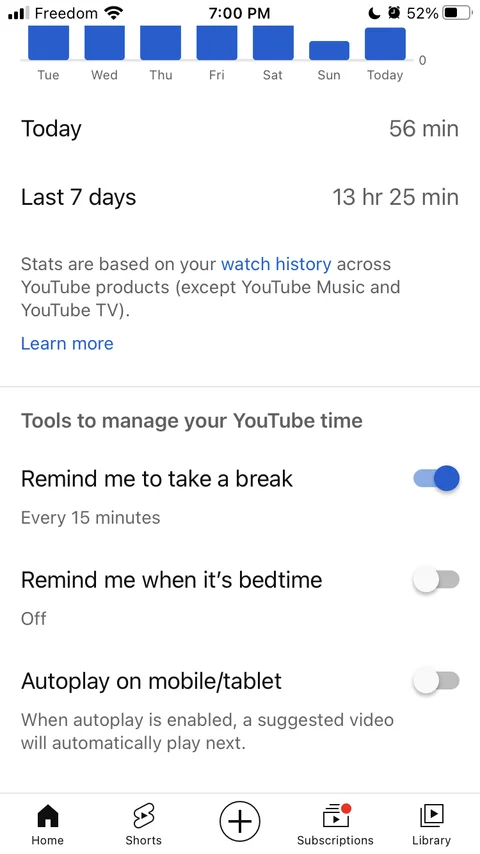 Freedom 7:00 PM 52%
0
Tue Wed Thu Fri Sat Sun Today
Today 56 min
Last 7 days 13 hr 25 min
Stats are based on your watch history across
YouTube products (except YouTube Music and
YouTube TV).
Learn more
Tools to manage your YouTube time
Remind me to take a break
Every 15 minutes
Remind me when it's bedtime
Off
Autoplay on mobile/tablet
When autoplay is enabled, a suggested video
will automatically play next.
Home Shorts Subscriptions Library